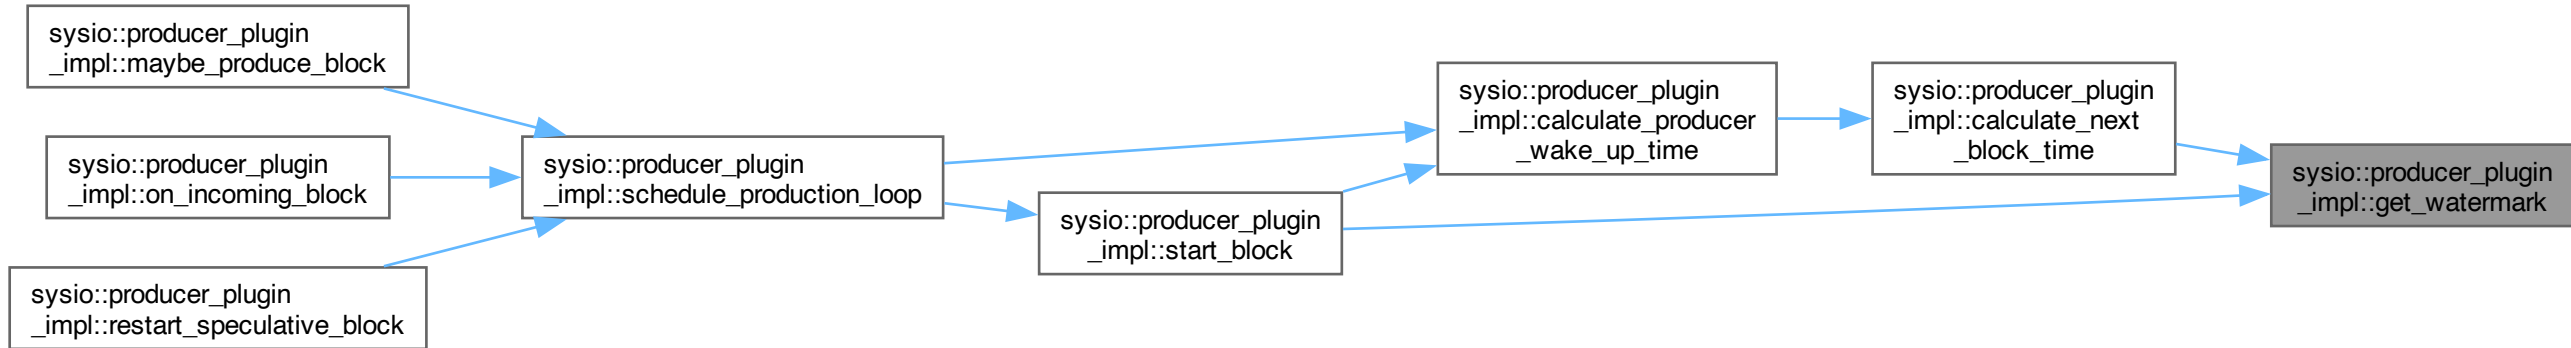 sysio::producer_plugin
_impl::maybe_produce_block
sysio::producer_plugin
_impl::on_incoming_block
sysio::producer_plugin
_impl::restart_speculative_block
sysio::producer_plugin
_impl::schedule_production_loop
sysio::producer_plugin
_impl::start_block
sysio::producer_plugin
_impl::calculate_producer
_wake_up_time
sysio::producer_plugin
_impl::calculate_next
_block_time
sysio::producer_plugin
_impl::get_watermark